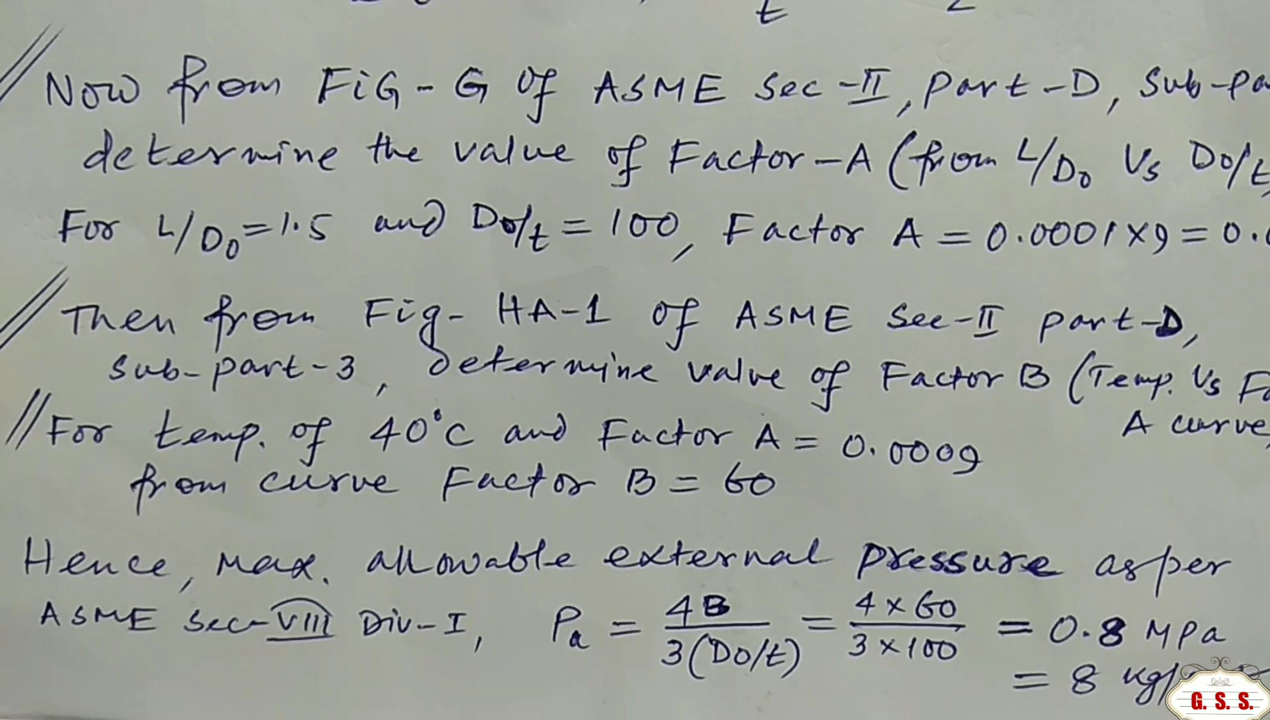 t 2
// Now from FiG-G of ASME Sec-II, Part-D, Sub-pa
determine the value of Factor-A (from L/Do Vs Do/t
For L/Do=1.5 and Do/t = 100, Factor A = 0.0001x9 = 0.
// Then from Fig- HA-1 of ASME Sec-II part-D,
sub-part-3, determine value of Factor B (Temp. Vs Fa
A curve,
// For temp. of 40°C and Factor A = 0.0009
from curve Factor B = 60
Hence, Max. allowable external pressure as per
ASME Sec-VIII Div-I, Pa = 4B / 3(Do/t) = 4 x 60 / 3 x 100 = 0.8 MPa
= 8 kg/
G. S. S.